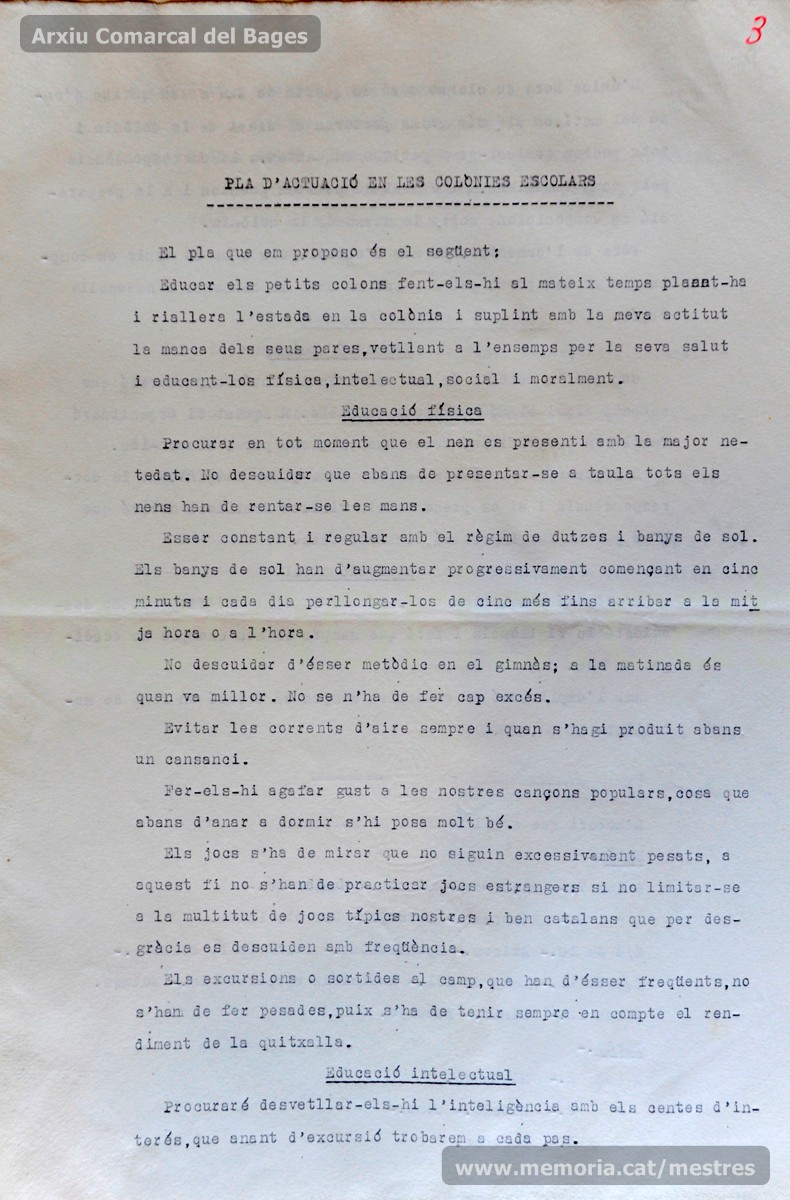 Arxiu Comarcal del Bages
3
PLA D'ACTUACIÓ EN LES COLÒNIES ESCOLARS
El pla que em proposo és el següent;
Educar els petits colons fent-els-hi al mateix temps plaant-ha
i riallera l'estada en la colònia i suplint amb la meva actitut
la manca dels seus pares,vetllant a l'ensemps per la seva salut
i educant-los física,intelectual,social i moralment.
Educació física
Procurar en tot moment que el nen es presenti amb la major ne-
tedat. No descuidar que abans de presentar-se a taula tots els
nens han de rentar-se les mans.
Esser constant i regular amb el règim de dutzes i banys de sol.
Els banys de sol han d'augmentar progressivament començant en cinc
minuts i cada dia perllongar-los de cinc més fins arribar a la mit
ja hora o a l'hora.
No descuidar d'ésser metòdic en el gimnàs; a la matinada és
quan va millor. No se n'ha de fer cap excés.
Evitar les corrents d'aire sempre i quan s'hagi produit abans
un cansanci.
Fer-els-hi agafar gust a les nostres cançons populars,cosa que
abans d'anar a dormir s'hi posa molt bé.
Els jocs s'ha de mirar que no siguin excessivament pesats, a
aquest fi no s'han de practicar jocs estrangers si no limitar-se
a la multitut de jocs típics nostres i ben catalans que per des-
gràcia es descuiden amb freqüència.
Els excursions o sortides al camp,que han d'ésser freqüents,no
s'han de fer pesades,puix s'ha de tenir sempre en compte el ren-
diment de la quitxalla.
Educació intelectual
Procuraré desvetllar-els-hi l'inteligència amb els centes d'in-
terés,que anant d'excursió trobarem a cada pas.
www.memoria.cat/mestres